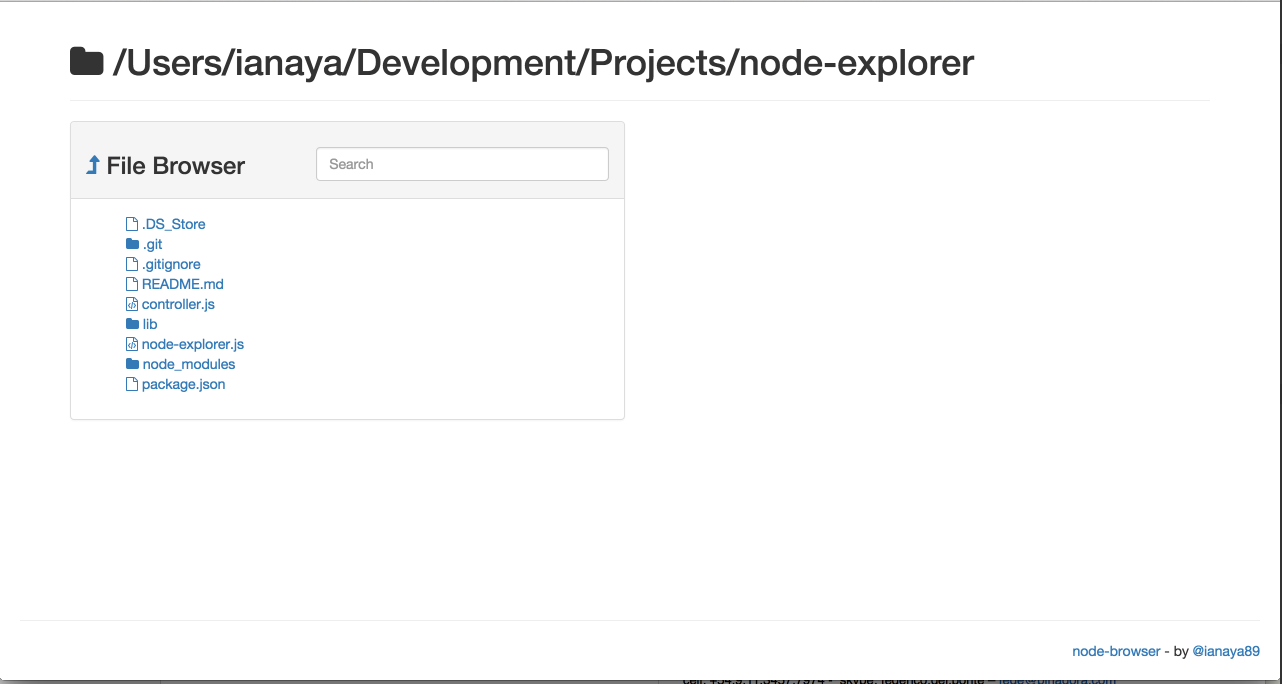 /Users/ianaya/Development/Projects/node-explorer
File Browser
Search
.DS_Store
.git
.gitignore
README.md
controller.js
lib
node-explorer.js
node_modules
package.json
node-browser - by @ianaya89